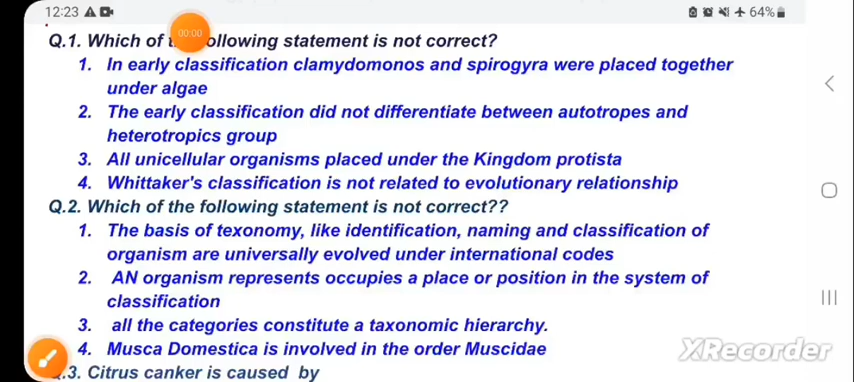 12:23
64%
00:00
Q.1. Which of ollowing statement is not correct?
1. In early classification clamydomonos and spirogyra were placed together
under algae
2. The early classification did not differentiate between autotropes and
heterotropics group
3. All unicellular organisms placed under the Kingdom protista
4. Whittaker's classification is not related to evolutionary relationship
Q.2. Which of the following statement is not correct??
1. The basis of texonomy, like identification, naming and classification of
organism are universally evolved under international codes
2. AN organism represents occupies a place or position in the system of
classification
3. all the categories constitute a taxonomic hierarchy.
4. Musca Domestica is involved in the order Muscidae
Q.3. Citrus canker is caused by
XRecorder